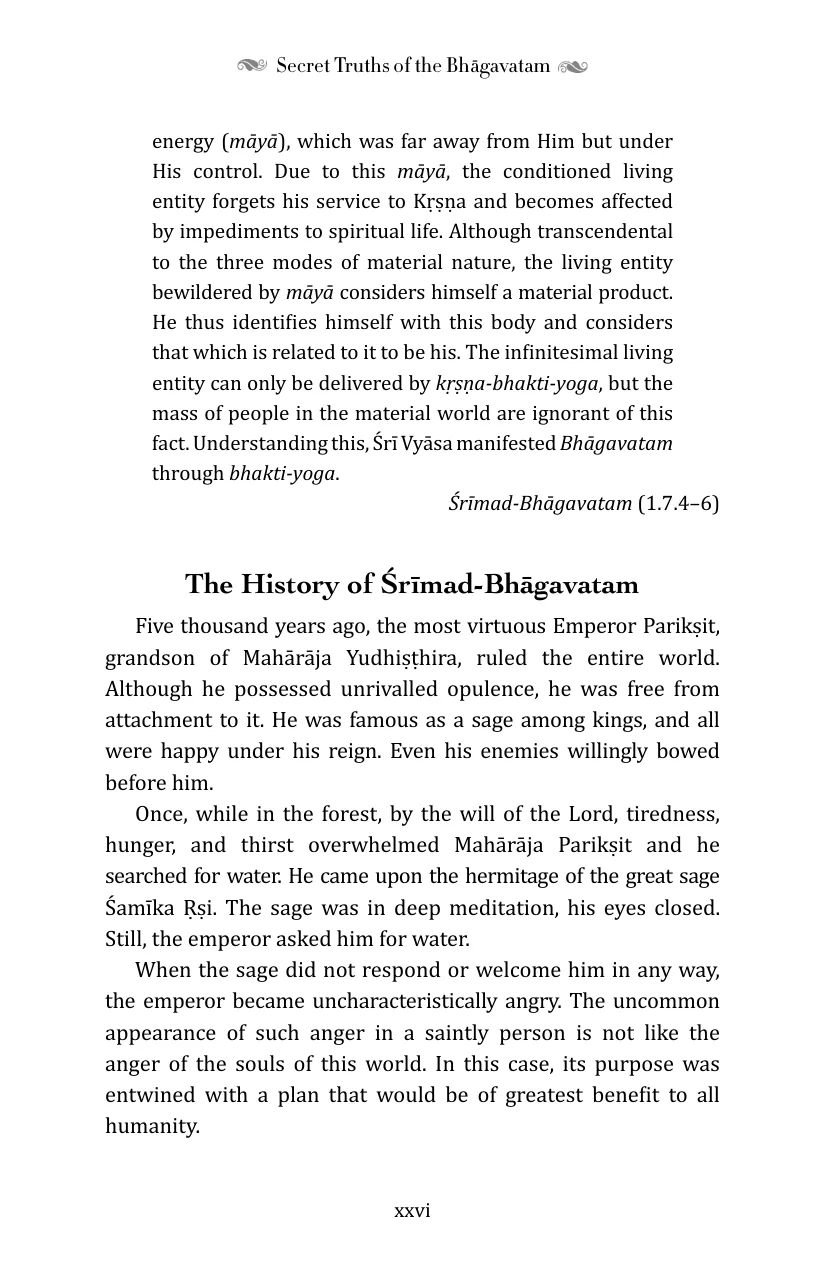 Secret Truths of the Bhāgavatam
energy (māyā), which was far away from Him but under
His control. Due to this māyā, the conditioned living
entity forgets his service to Kṛṣṇa and becomes affected
by impediments to spiritual life. Although transcendental
to the three modes of material nature, the living entity
bewildered by māyā considers himself a material product.
He thus identifies himself with this body and considers
that which is related to it to be his. The infinitesimal living
entity can only be delivered by kṛṣṇa-bhakti-yoga, but the
mass of people in the material world are ignorant of this
fact. Understanding this, Śrī Vyāsa manifested Bhāgavatam
through bhakti-yoga.
Śrīmad-Bhāgavatam (1.7.4–6)
The History of Śrīmad-Bhāgavatam
Five thousand years ago, the most virtuous Emperor Parikṣit,
grandson of Mahārāja Yudhiṣṭhira, ruled the entire world.
Although he possessed unrivalled opulence, he was free from
attachment to it. He was famous as a sage among kings, and all
were happy under his reign. Even his enemies willingly bowed
before him.
Once, while in the forest, by the will of the Lord, tiredness,
hunger, and thirst overwhelmed Mahārāja Parikṣit and he
searched for water. He came upon the hermitage of the great sage
Śamīka Ṛṣi. The sage was in deep meditation, his eyes closed.
Still, the emperor asked him for water.
When the sage did not respond or welcome him in any way,
the emperor became uncharacteristically angry. The uncommon
appearance of such anger in a saintly person is not like the
anger of the souls of this world. In this case, its purpose was
entwined with a plan that would be of greatest benefit to all
humanity.
xxvi